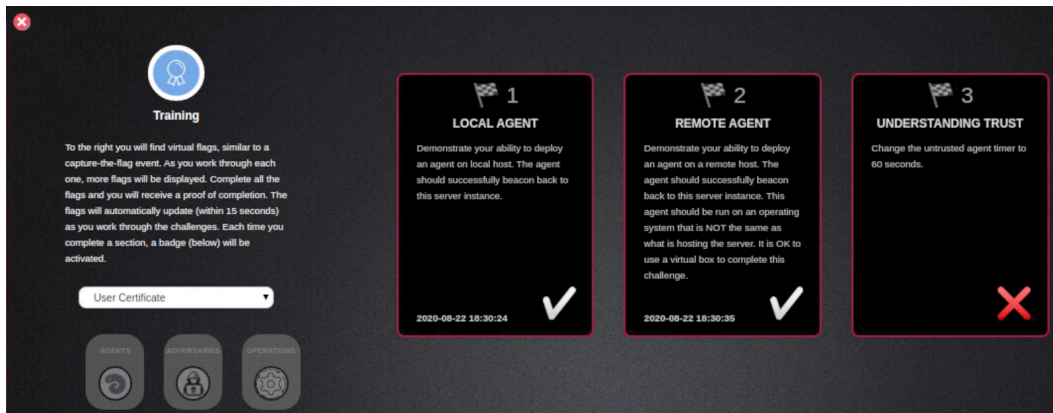 Training
To the right you will find virtual flags, similar to a
capture-the-flag event. As you work through each
one, more flags will be displayed. Complete all the
flags and you will receive a proof of completion. The
flags will automatically update (within 15 seconds)
as you work through the challenges. Each time you
complete a section, a badge (below) will be
activated.
User Certificate
AGENTS
ADVERSARIES
OPERATIONS
1
LOCAL AGENT
Demonstrate your ability to deploy
an agent on local host. The agent
should successfully beacon back to
this server instance.
2020-08-22 18:30:24
2
REMOTE AGENT
Demonstrate your ability to deploy
an agent on a remote host. The
agent should successfully beacon
back to this server instance. This
agent should be run on an operating
system that is NOT the same as
what is hosting the server. It is OK to
use a virtual box to complete this
challenge.
2020-08-22 18:30:35
3
UNDERSTANDING TRUST
Change the untrusted agent timer to
60 seconds.